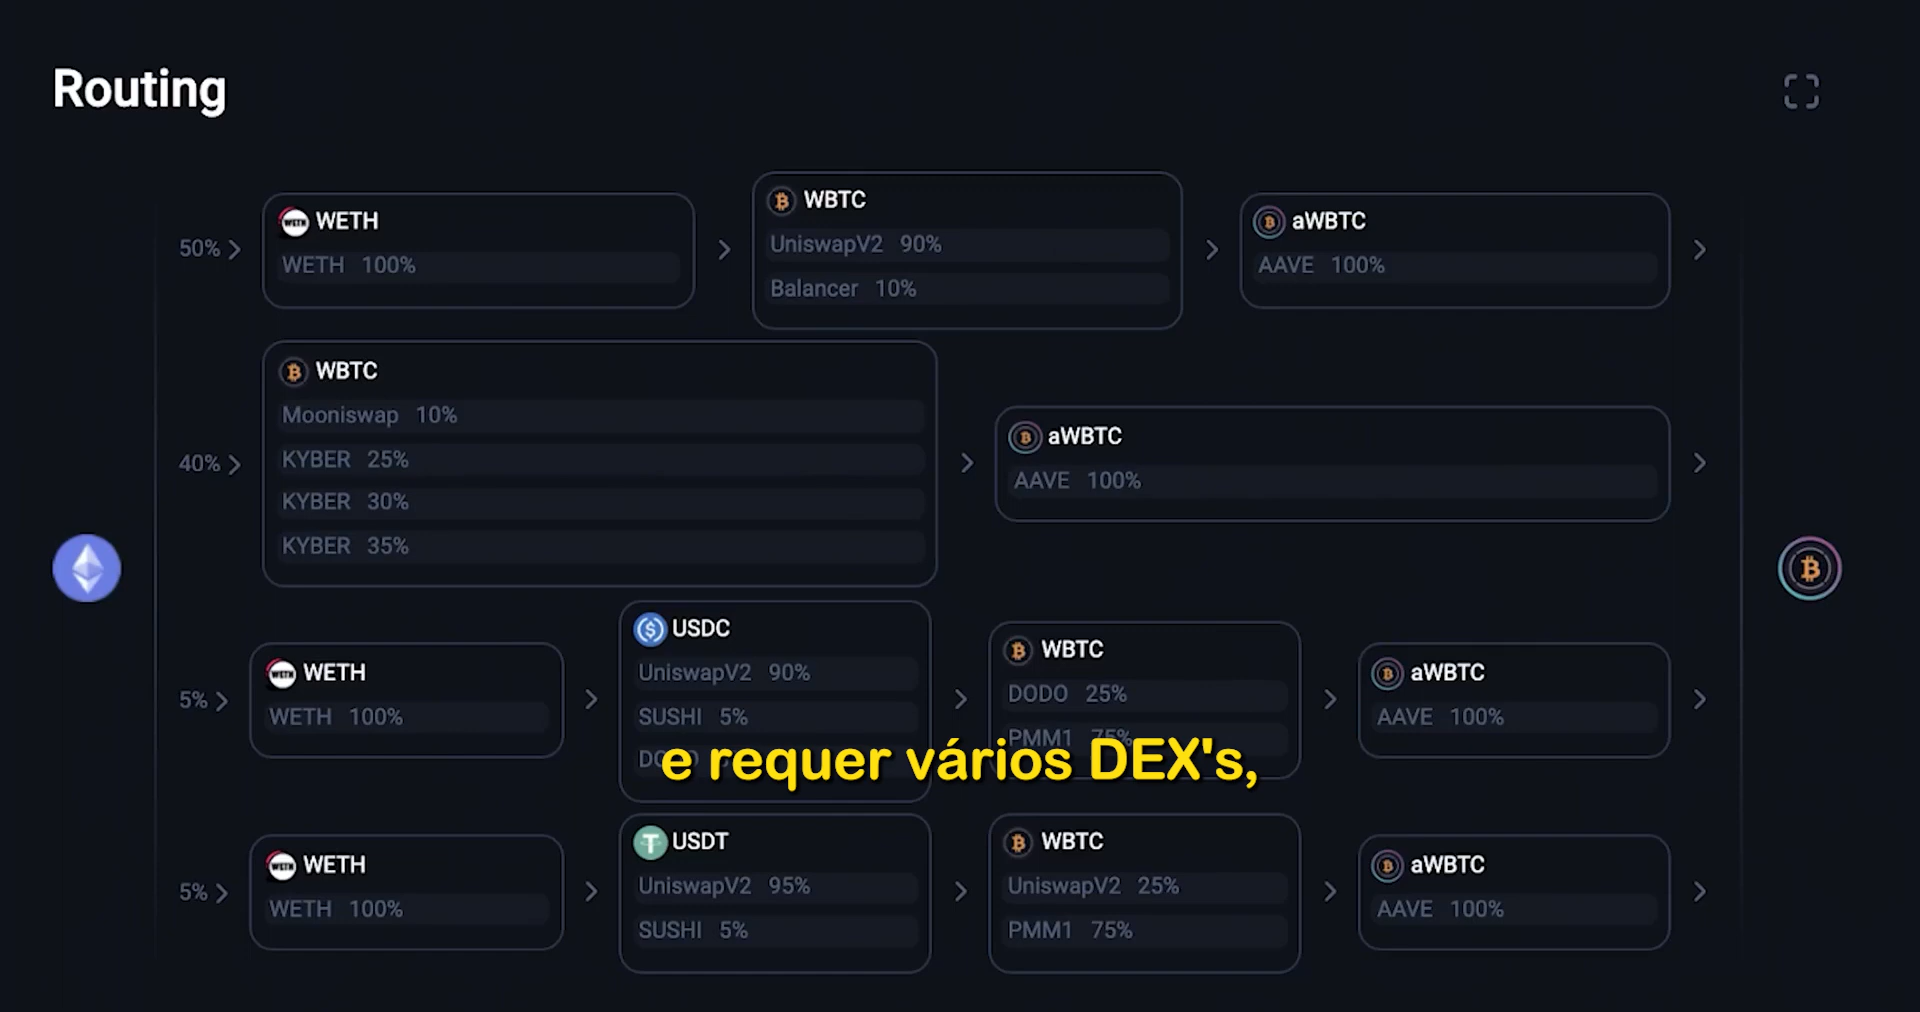 Routing
50%
WETH
WETH 100%
WBTC
UniswapV2 90%
Balancer 10%
aWBTC
AAVE 100%
40%
WBTC
Mooniswap 10%
KYBER 25%
KYBER 30%
KYBER 35%
aWBTC
AAVE 100%
5%
WETH
WETH 100%
USDC
UniswapV2 90%
SUSHI 5%
WBTC
DODO 25%
PMM1 75%
aWBTC
AAVE 100%
e requer vários DEX's,
5%
WETH
WETH 100%
USDT
UniswapV2 95%
SUSHI 5%
WBTC
UniswapV2 25%
PMM1 75%
aWBTC
AAVE 100%